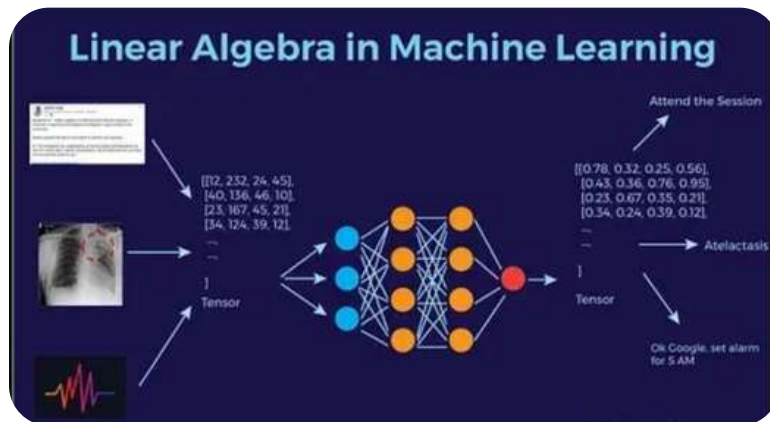 Linear Algebra in Machine Learning
[[12, 232, 24, 45],
[40, 136, 46, 10],
[23, 167, 45, 21],
[34, 124, 39, 12],
]
Tensor
[[0.78, 0.32, 0.25, 0.56],
[0.43, 0.36, 0.76, 0.95],
[0.23, 0.67, 0.35, 0.21],
[0.34, 0.24, 0.39, 0.12],
]
Tensor
Attend the Session
Atelactasis
Ok Google, set alarm
for 5 AM